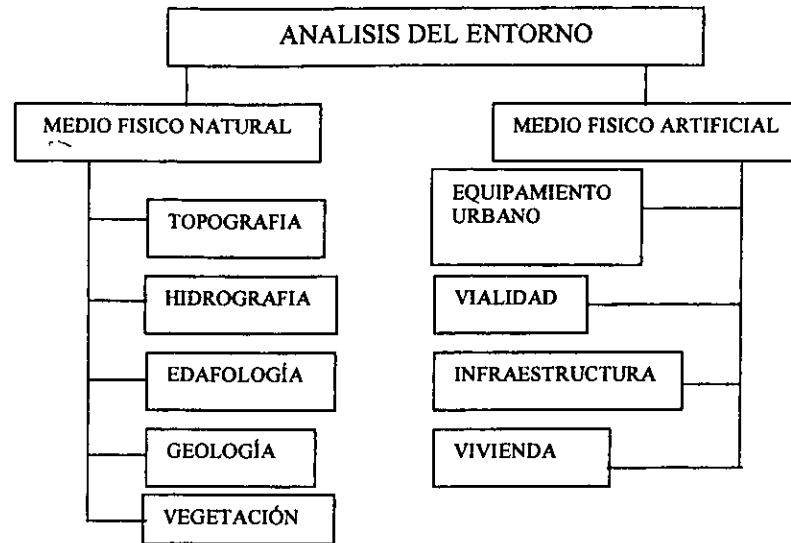 ANALISIS DEL ENTORNO
MEDIO FISICO NATURAL
TOPOGRAFIA
HIDROGRAFIA
EDAFOLOGÍA
GEOLOGÍA
VEGETACIÓN
MEDIO FISICO ARTIFICIAL
EQUIPAMIENTO
URBANO
VIALIDAD
INFRAESTRUCTURA
VIVIENDA